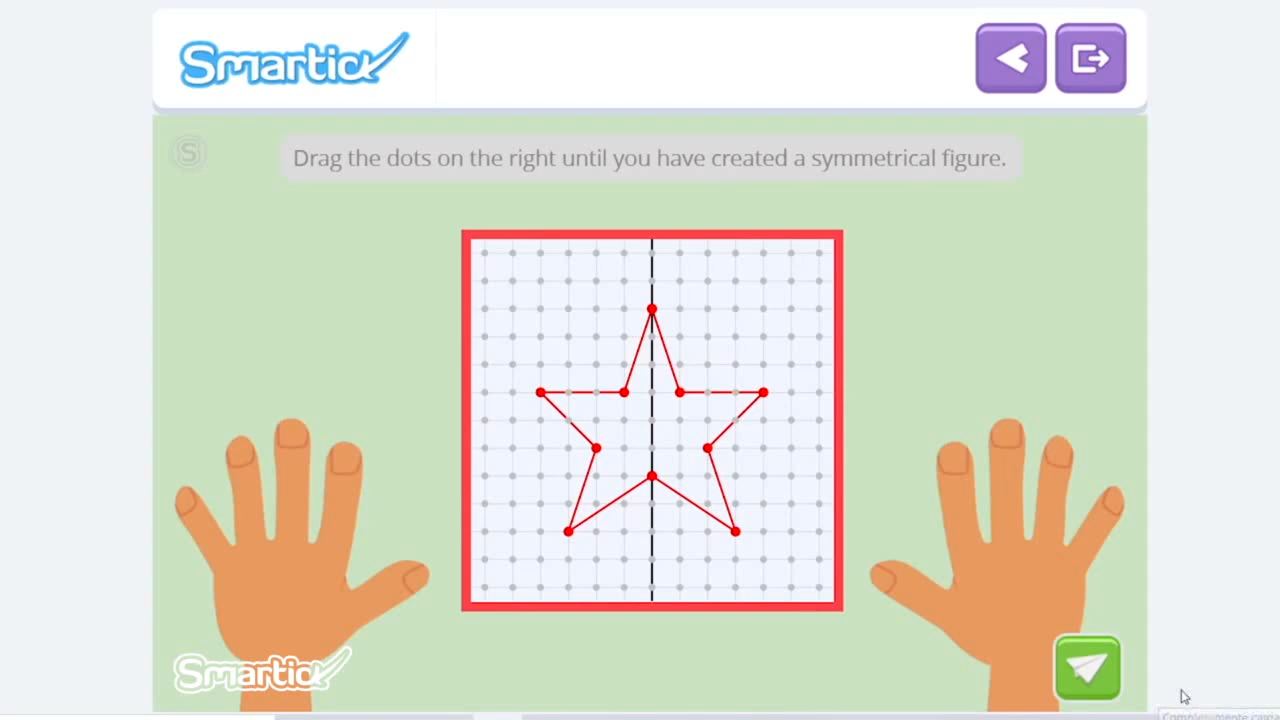 Smartick
S
Drag the dots on the right until you have created a symmetrical figure.
Smartick